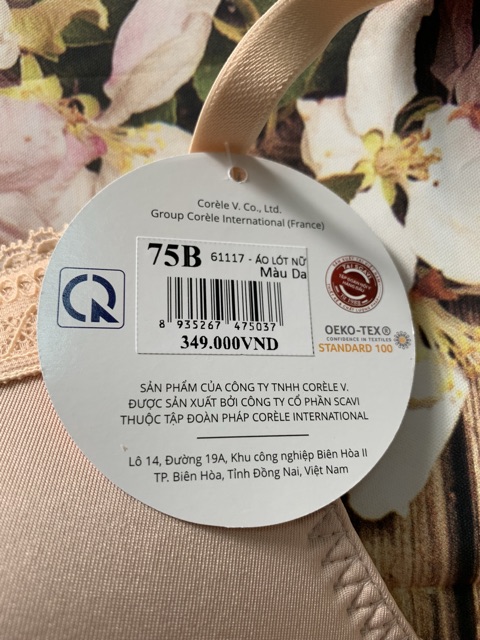 Corèle V. Co., Ltd.
Group Corèle International (France)
75B 61117 - ÁO LÓT NỮ
Màu Da
8 935267 475037
349.000VND
OEKO-TEX®
CONFIDENCE IN TEXTILES
STANDARD 100
SẢN PHẨM CỦA CÔNG TY TNHH CORÈLE V.
ĐƯỢC SẢN XUẤT BỞI CÔNG TY CỔ PHẦN SCAVI
THUỘC TẬP ĐOÀN PHÁP CORÈLE INTERNATIONAL
Lô 14, Đường 19A, Khu công nghiệp Biên Hòa II
TP. Biên Hòa, Tỉnh Đồng Nai, Việt Nam